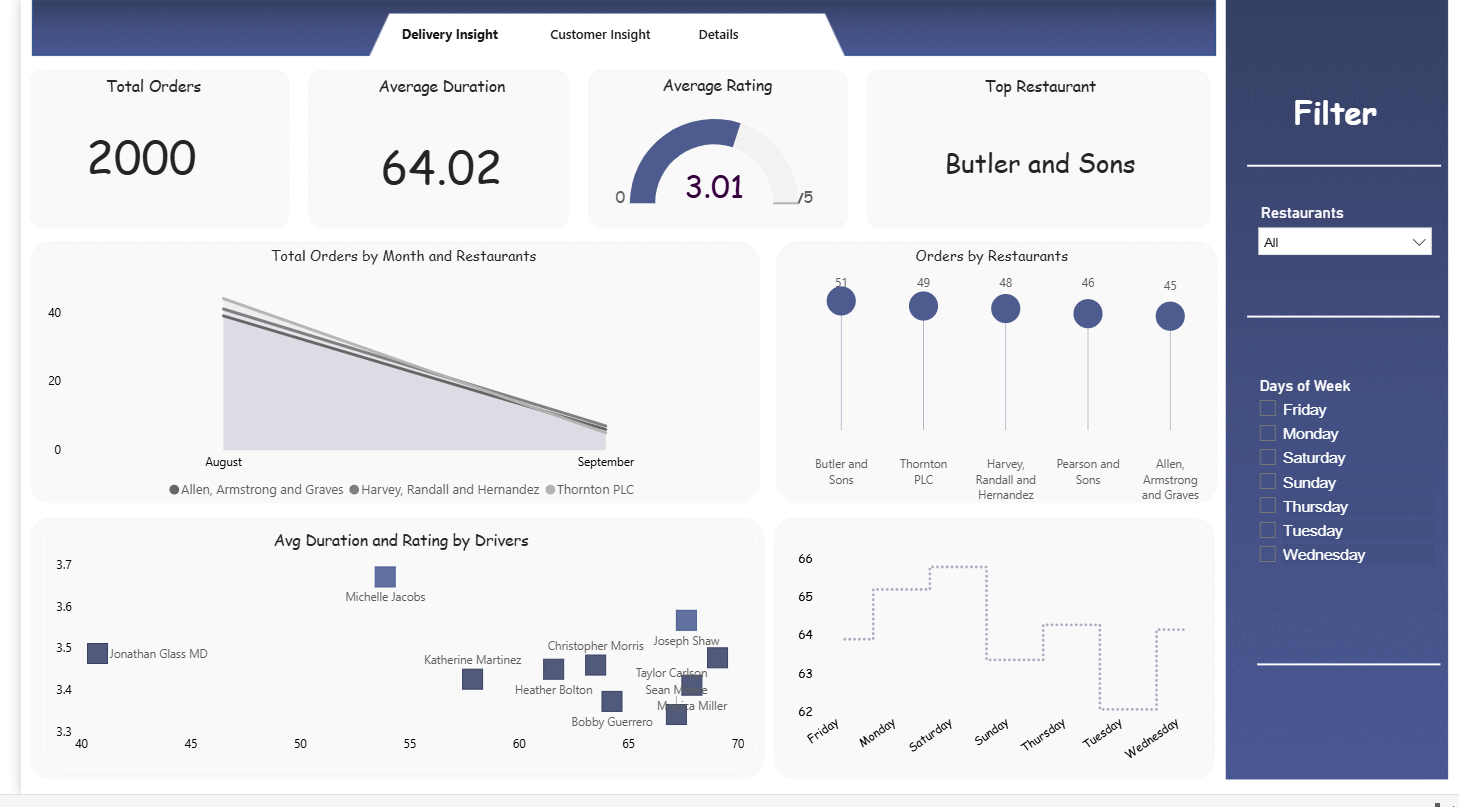 Delivery Insight
Customer Insight
Details
Filter
Total Orders
2000
Average Duration
64.02
Average Rating
0
3.01
/5
Top Restaurant
Butler and Sons
Restaurants
All
Days of Week
Friday
Monday
Saturday
Sunday
Thursday
Tuesday
Wednesday
Total Orders by Month and Restaurants
40
20
0
August
September
Allen, Armstrong and Graves
Harvey, Randall and Hernandez
Thornton PLC
Orders by Restaurants
51
49
48
46
45
Butler and
Sons
Thornton
PLC
Harvey,
Randall and
Hernandez
Pearson and
Sons
Allen,
Armstrong
and Graves
Avg Duration and Rating by Drivers
3.7
3.6
3.5
3.4
3.3
Michelle Jacobs
Joseph Shaw
Christopher Morris
Jonathan Glass MD
Katherine Martinez
Taylor Carlson
Heather Bolton
Sean
Bobby Guerrero
Miller
40
45
50
55
60
65
70
66
65
64
63
62
Friday
Monday
Saturday
Sunday
Thursday
Tuesday
Wednesday